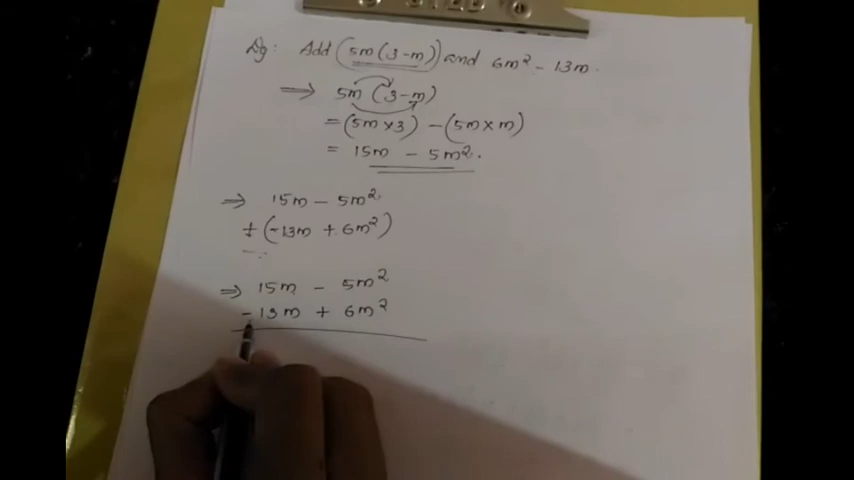 Eg: Add (5m(3-m)) and 6m² - 13m.
⇒ 5m (3-m)
= (5m×3) - (5m×m)
= 15m - 5m².
⇒ 15m - 5m²
+(-13m + 6m²)
⇒ 15m - 5m²
-13m + 6m²